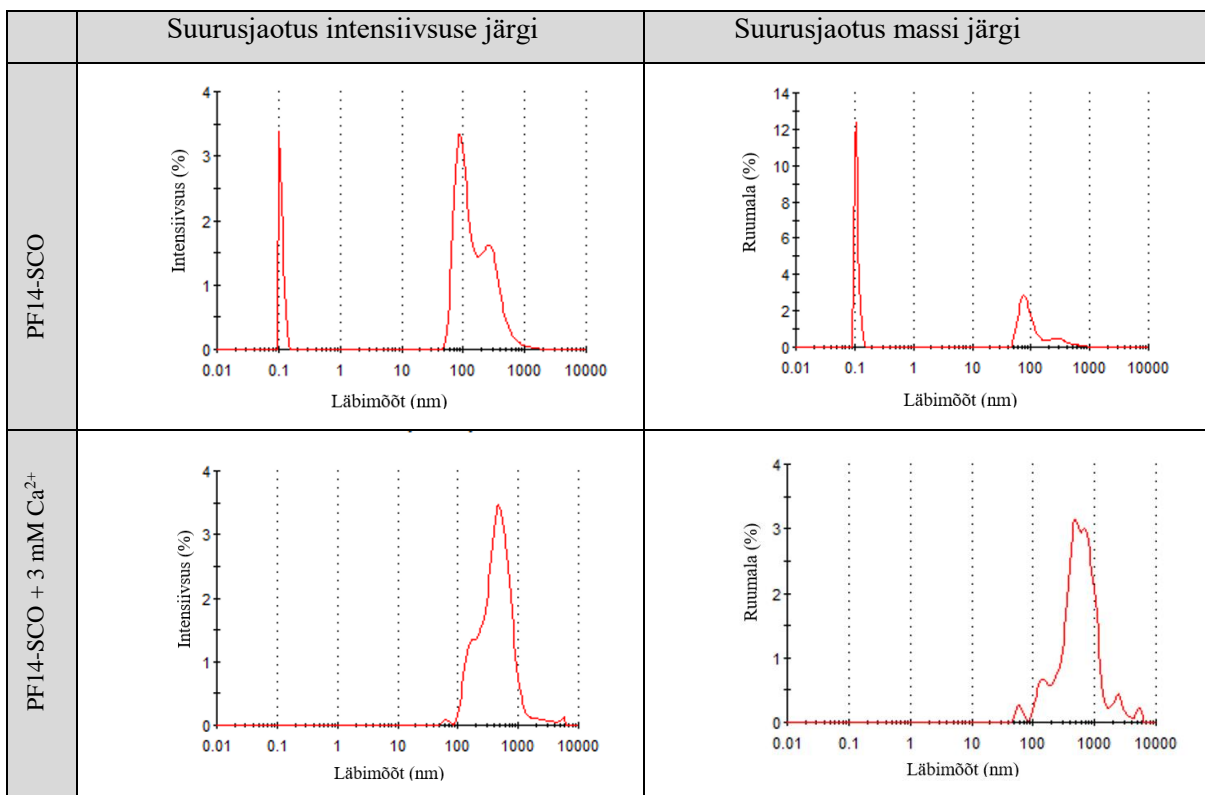 Suurusjaotus intensiivsuse järgi
Suurusjaotus massi järgi
PF14-SCO
Intensiivsus (%)
4
3
2
1
0
0.01 0.1 1 10 100 1000 10000
Läbimõõt (nm)
Ruumala (%)
14
12
10
8
6
4
2
0
0.01 0.1 1 10 100 1000 10000
Läbimõõt (nm)
PF14-SCO + 3 mM Ca²⁺
Intensiivsus (%)
4
3
2
1
0
0.01 0.1 1 10 100 1000 10000
Läbimõõt (nm)
Ruumala (%)
4
3
2
1
0
0.01 0.1 1 10 100 1000 10000
Läbimõõt (nm)